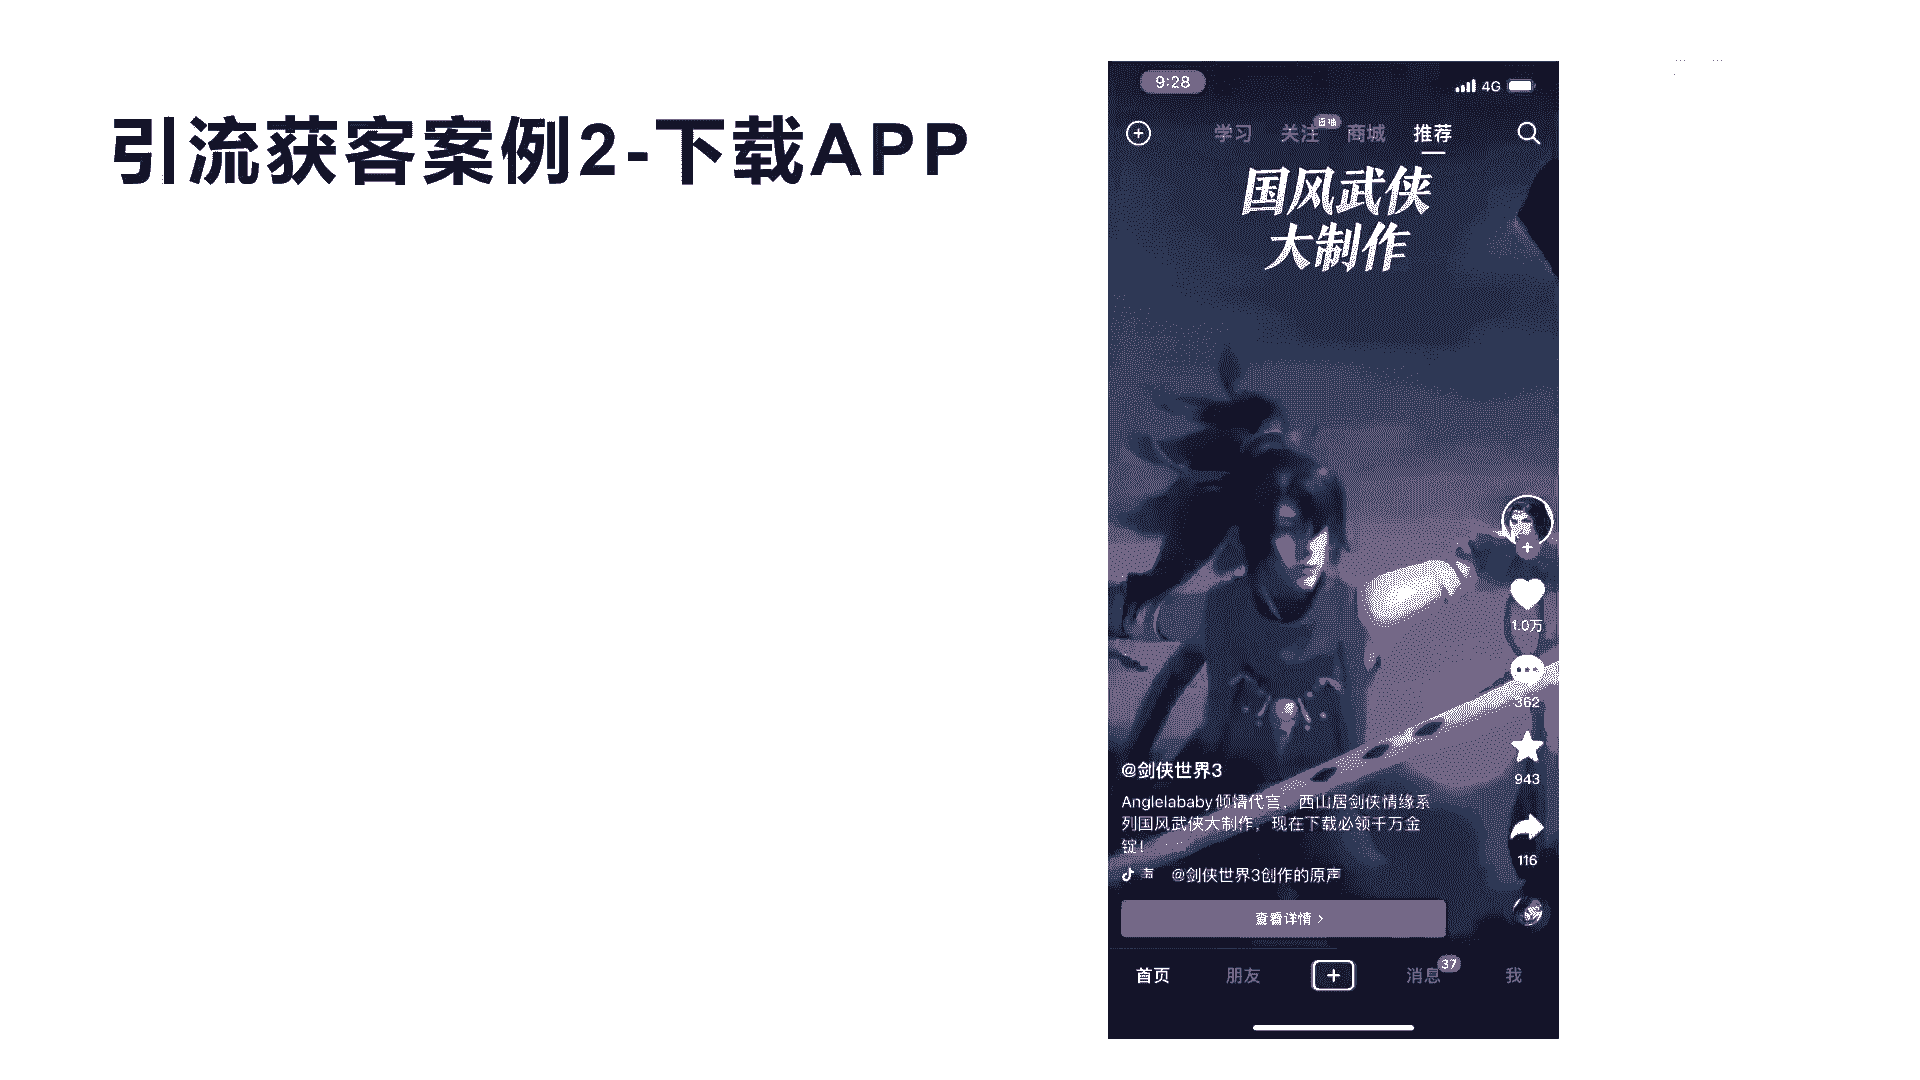 引流获客案例2-下载APP
9:28
4G
学习 关注 直播 商城 推荐
国风武侠
大制作
1.0万
362
943
116
@剑侠世界3
Anglelababy倾情代言，西山居剑侠情缘系
列国风武侠大制作，现在下载必领千万金
锭！
@剑侠世界3创作的原声
查看详情 >
首页 朋友 消息 37 我